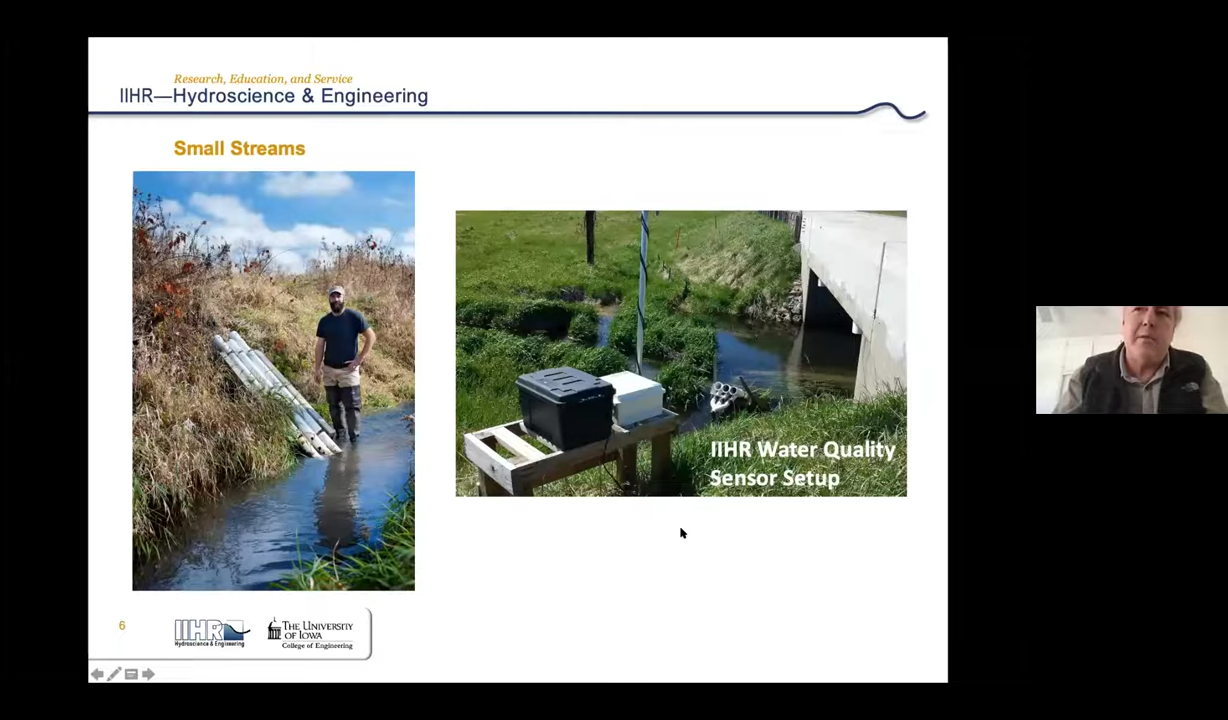 Research, Education, and Service
IIHR—Hydroscience & Engineering
Small Streams
IIHR Water Quality
Sensor Setup
6
IIHR
Hydroscience & Engineering
THE UNIVERSITY
OF IOWA
College of Engineering